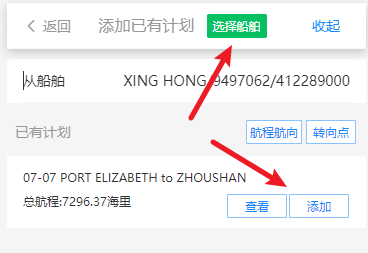 返回 添加已有计划 选择船舶 收起
从船舶 XING HONG/9497062/412289000
已有计划 航程航向 转向点
07-07 PORT ELIZABETH to ZHOUSHAN
总航程:7296.37海里 查看 添加